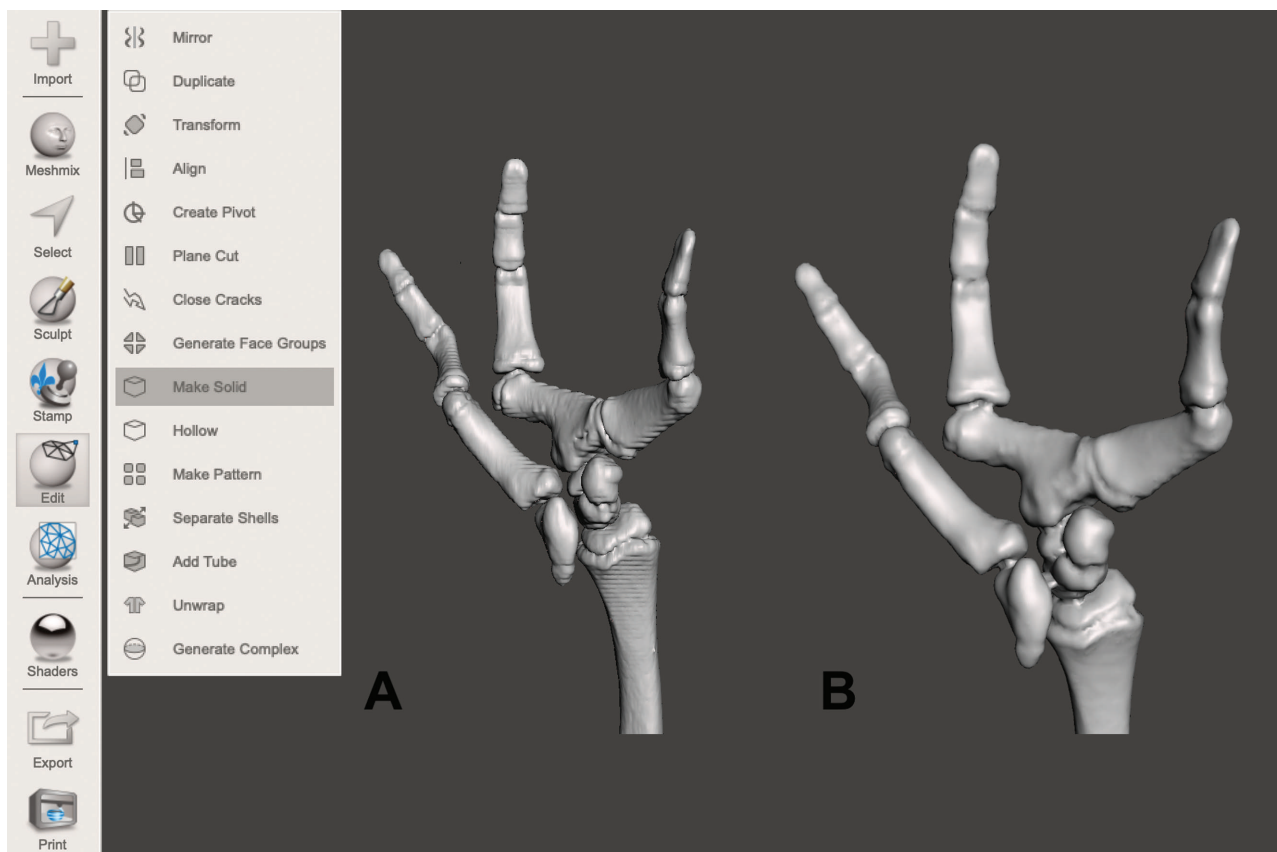 Import
Meshmix
Select
Sculpt
Stamp
Edit
Analysis
Shaders
Export
Print
Mirror
Duplicate
Transform
Align
Create Pivot
Plane Cut
Close Cracks
Generate Face Groups
Make Solid
Hollow
Make Pattern
Separate Shells
Add Tube
Unwrap
Generate Complex
A
B